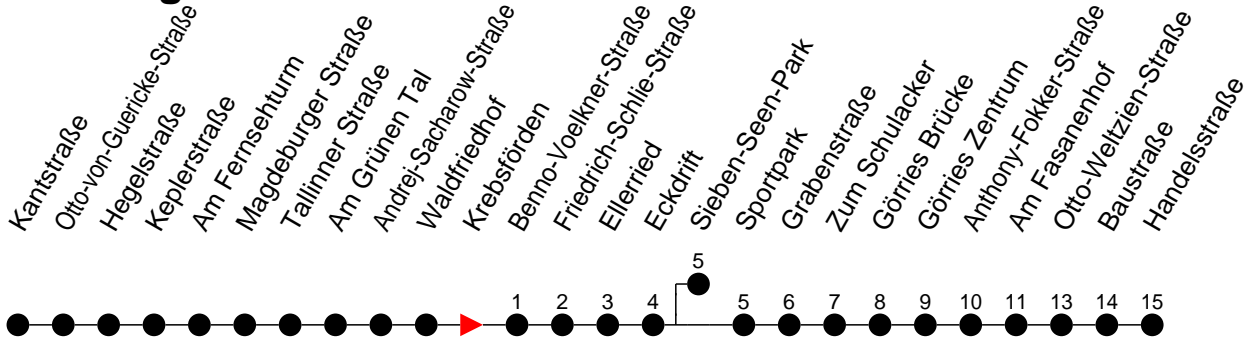 Kantstraße
Otto-von-Guericke-Straße
Hegelstraße
Keplerstraße
Am Fernsehturm
Magdeburger Straße
Tallinner Straße
Am Grünen Tal
Andrej-Sacharow-Straße
Waldfriedhof
Krebsförden
Benno-Voelkner-Straße
Friedrich-Schlie-Straße
Ellerried
Eckdrift
Sieben-Seen-Park
Sportpark
Grabenstraße
Zum Schulacker
Görries Brücke
Görries Zentrum
Anthony-Fokker-Straße
Am Fasanenhof
Otto-Weltzien-Straße
Baustraße
Handelsstraße
5
1 2 3 4 5 6 7 8 9 10 11 13 14 15